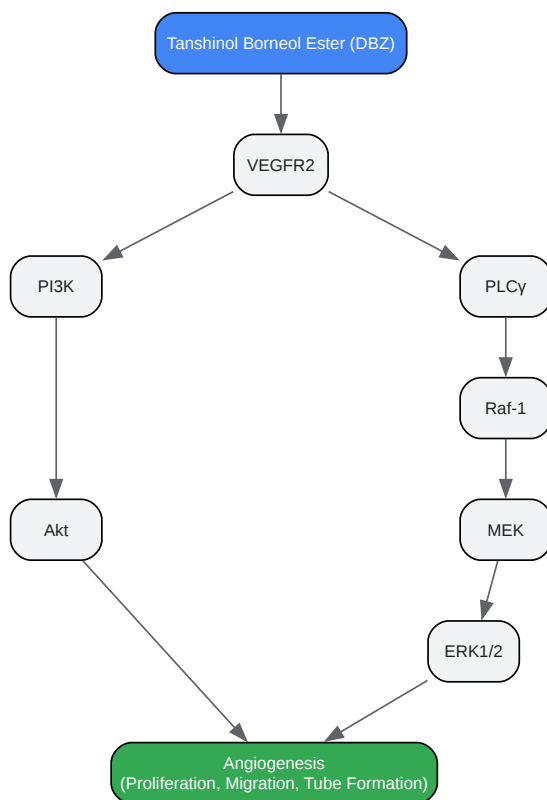 Tanshinol Borneol Ester (DBZ)
VEGFR2
PI3K
PLCγ
Raf-1
Akt
MEK
ERK1/2
Angiogenesis
(Proliferation, Migration, Tube Formation)